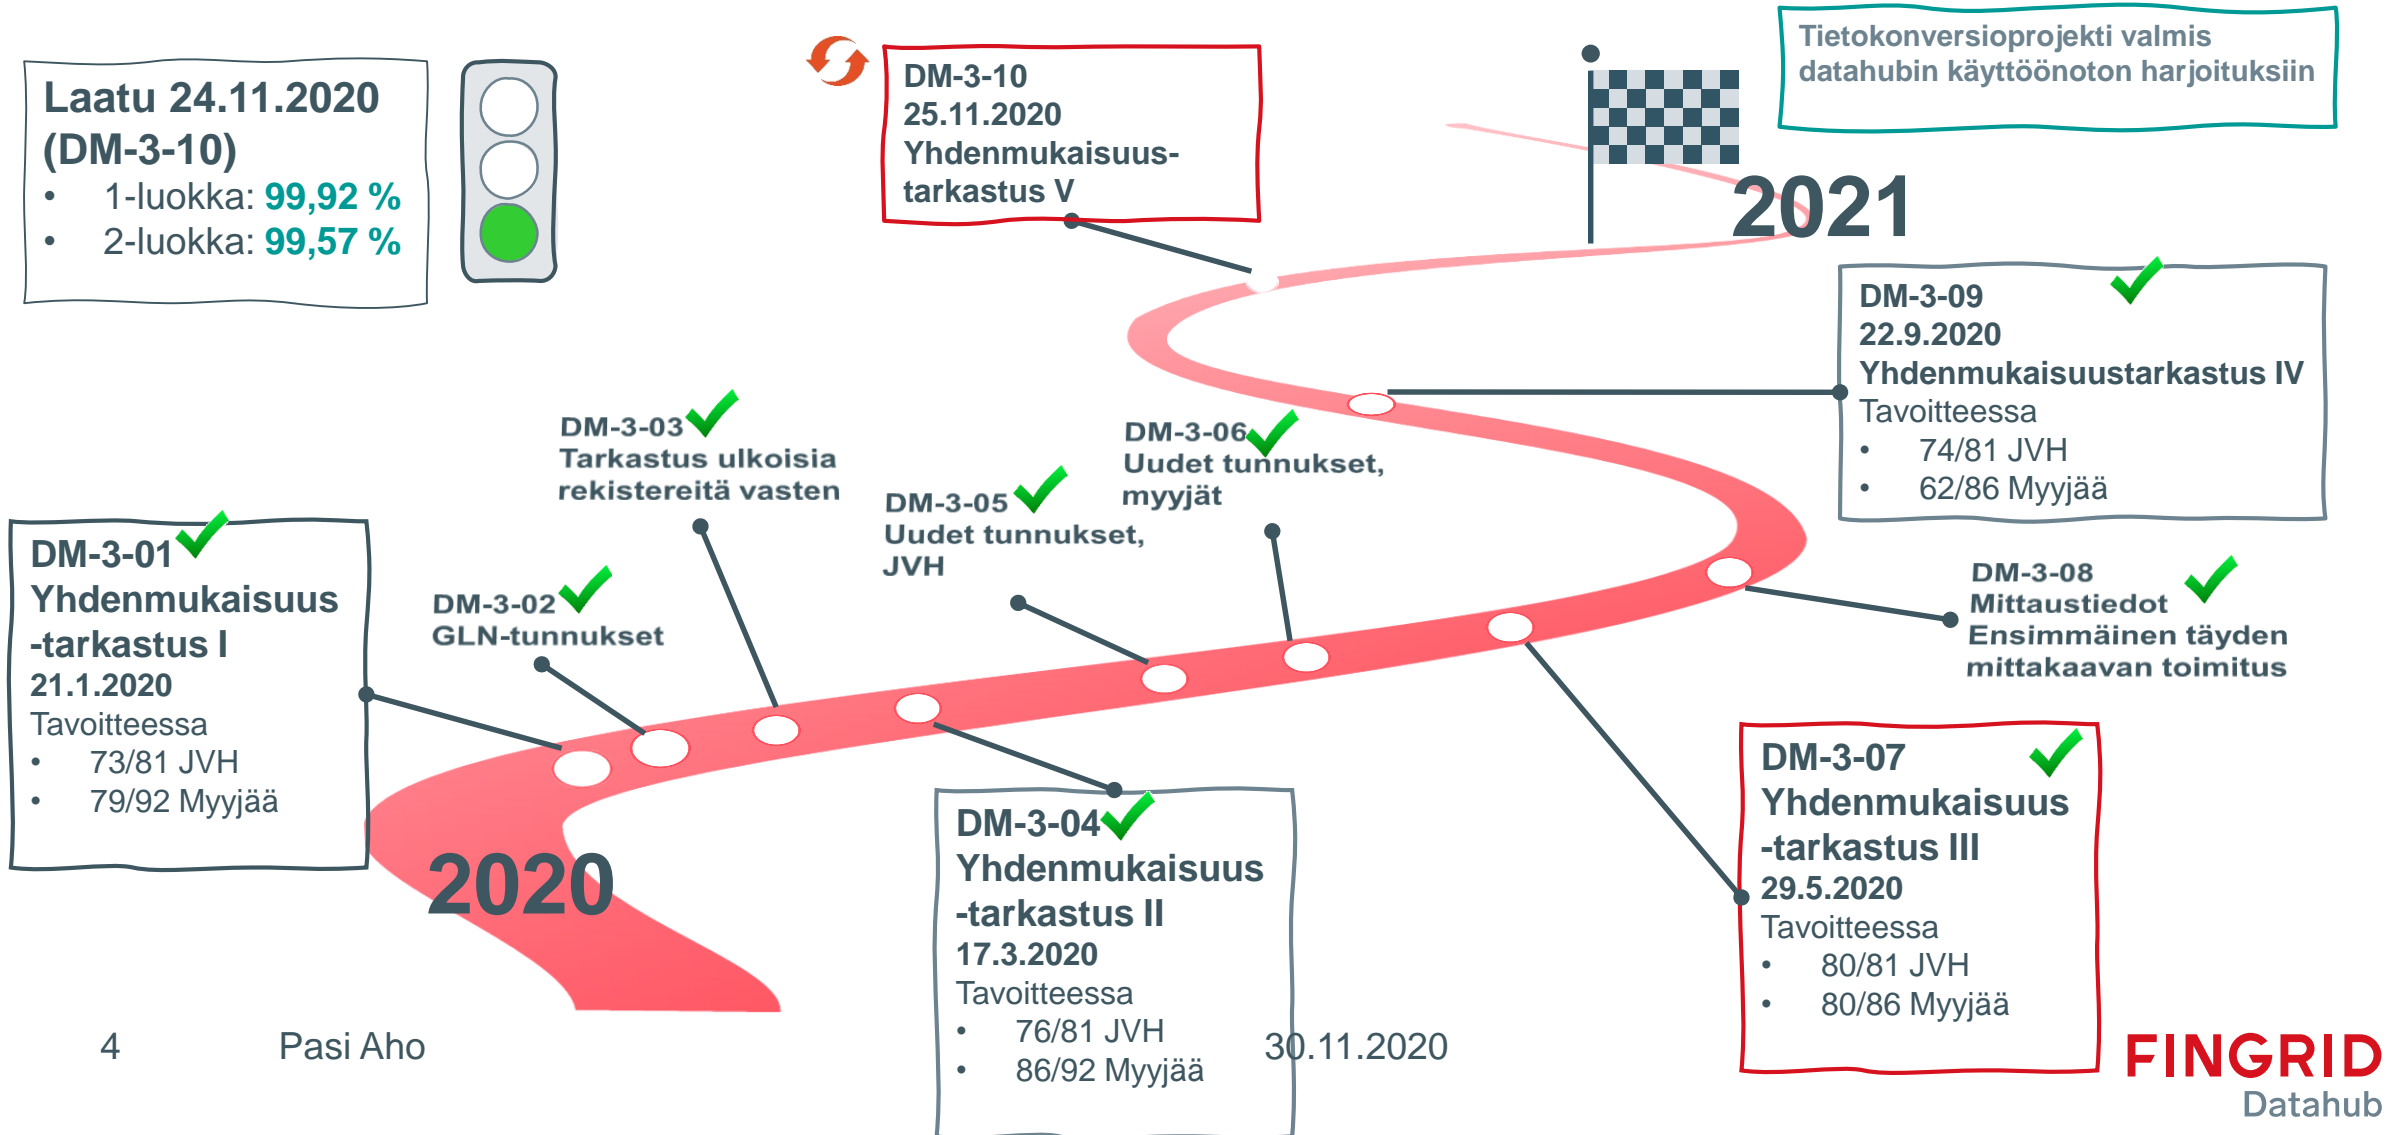 Laatu 24.11.2020
(DM-3-10)
• 1-luokka: 99,92 %
• 2-luokka: 99,57 %
DM-3-10
25.11.2020
Yhdenmukaisuus-
tarkastus V
Tietokonversioprojekti valmis
datahubin käyttöönoton harjoituksiin
2021
DM-3-09
22.9.2020
Yhdenmukaisuustarkastus IV
Tavoitteessa
• 74/81 JVH
• 62/86 Myyjää
DM-3-03
Tarkastus ulkoisia
rekistereitä vasten
DM-3-06
Uudet tunnukset,
myyjät
DM-3-05
Uudet tunnukset,
JVH
DM-3-01
Yhdenmukaisuus
-tarkastus I
21.1.2020
Tavoitteessa
• 73/81 JVH
• 79/92 Myyjää
DM-3-02
GLN-tunnukset
DM-3-08
Mittaustiedot
Ensimmäinen täyden
mittakaavan toimitus
DM-3-07
Yhdenmukaisuus
-tarkastus III
29.5.2020
Tavoitteessa
• 80/81 JVH
• 80/86 Myyjää
2020
DM-3-04
Yhdenmukaisuus
-tarkastus II
17.3.2020
Tavoitteessa
• 76/81 JVH
• 86/92 Myyjää
4
Pasi Aho
30.11.2020
FINGRID
Datahub